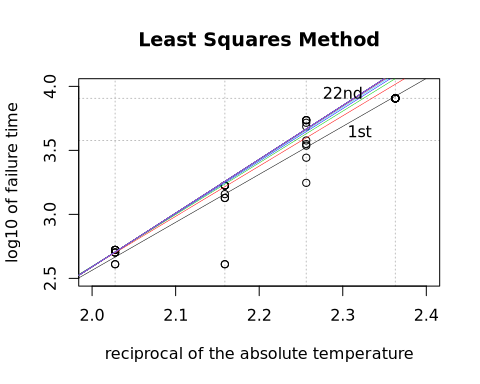 Least Squares Method
log10 of failure time
4.0
3.5
3.0
2.5
22nd
1st
2.0 2.1 2.2 2.3 2.4
reciprocal of the absolute temperature